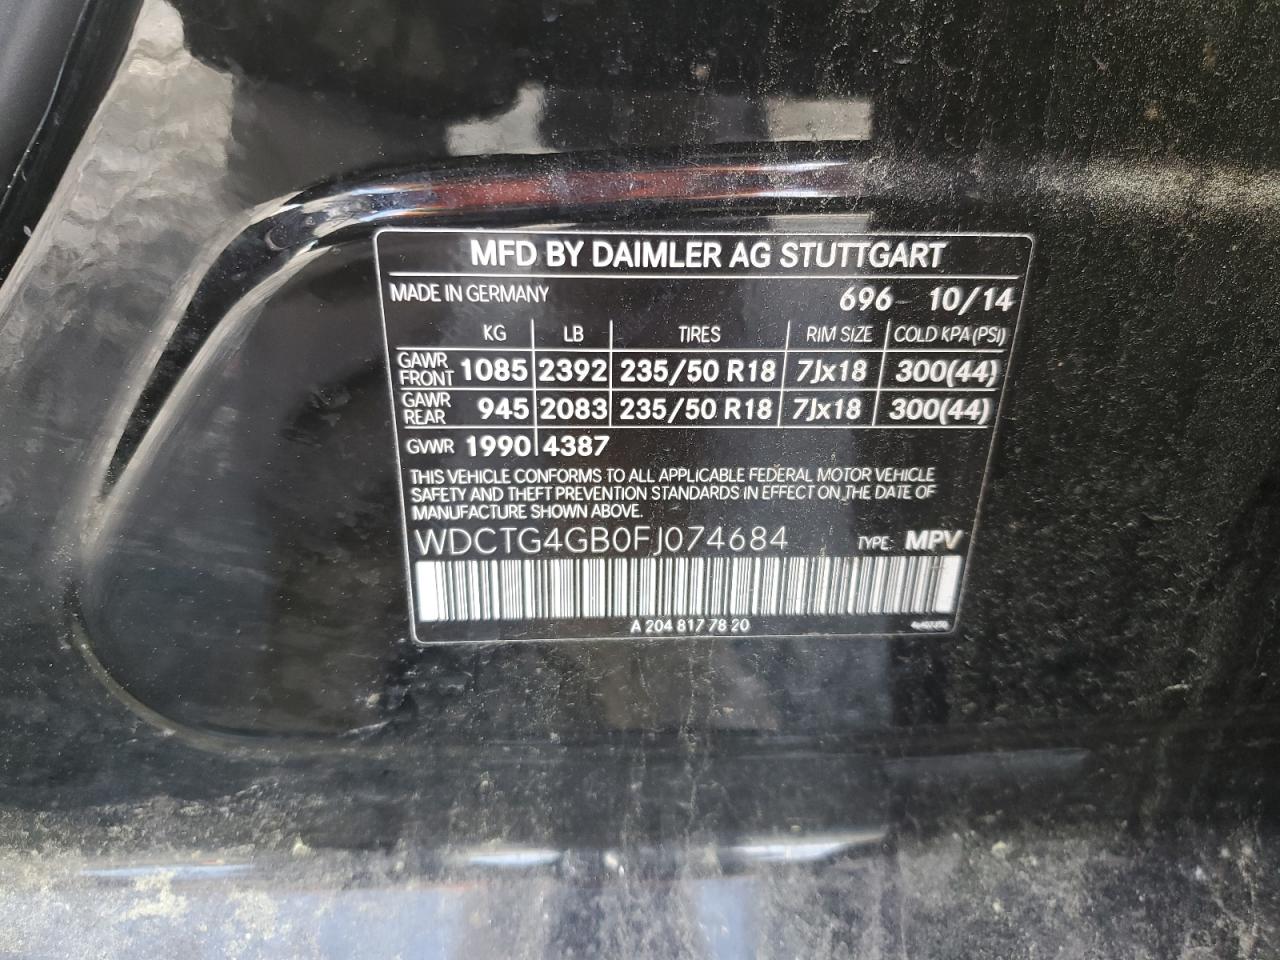 MFD BY DAIMLER AG STUTTGART
MADE IN GERMANY 696 10/14
KG LB TIRES RIM SIZE COLD KPA (PSI)
GAWR FRONT 1085 2392 235/50 R18 7Jx18 300(44)
GAWR REAR 945 2083 235/50 R18 7Jx18 300(44)
GVWR 1990 4387
THIS VEHICLE CONFORMS TO ALL APPLICABLE FEDERAL MOTOR VEHICLE
SAFETY AND THEFT PREVENTION STANDARDS IN EFFECT ON THE DATE OF
MANUFACTURE SHOWN ABOVE.
WDCTG4GB0FJ074684 TYPE: MPV
A 204 817 78 20